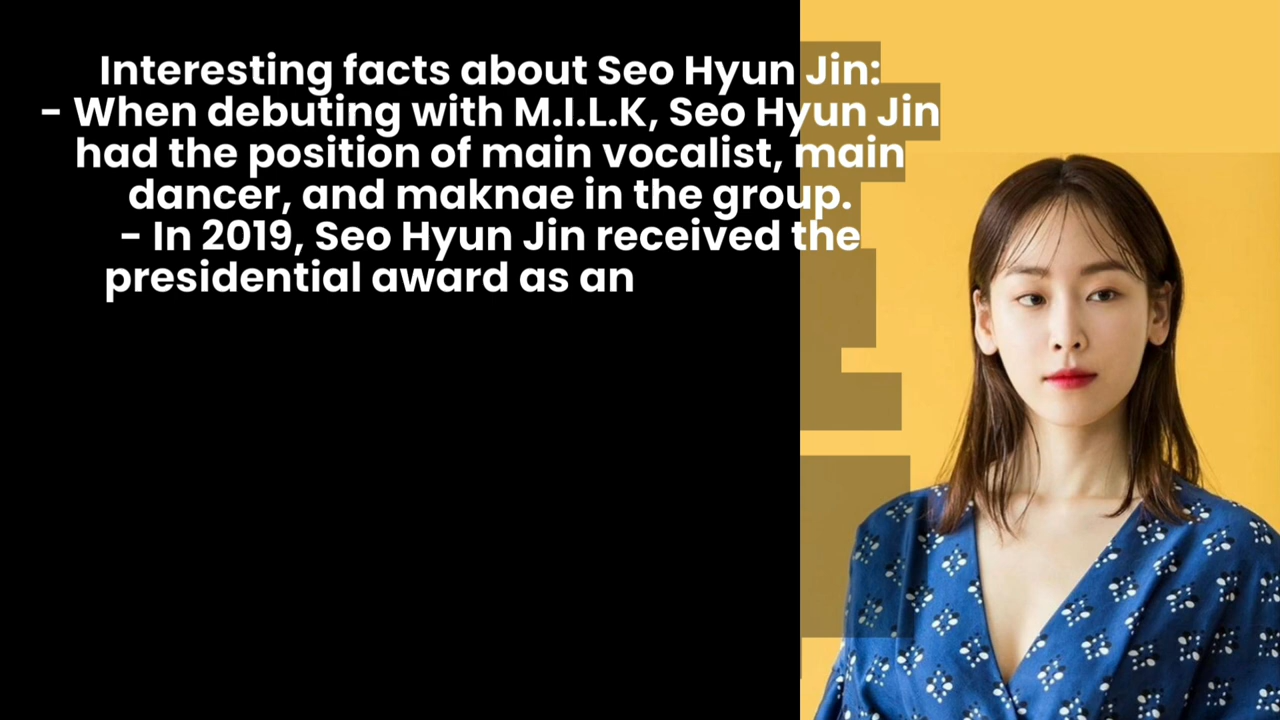 Interesting facts about Seo Hyun Jin:
- When debuting with M.I.L.K, Seo Hyun Jin
had the position of main vocalist, main
dancer, and maknae in the group.
- In 2019, Seo Hyun Jin received the
presidential award as an